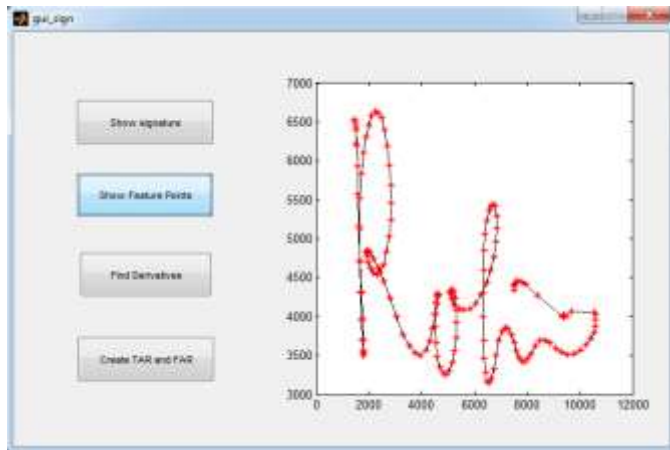 gui_sign
Show signature
Show Feature Points
Find Derivatives
Create TAR and FAR
7000
6500
6000
5500
5000
4500
4000
3500
3000
0 2000 4000 6000 8000 10000 12000